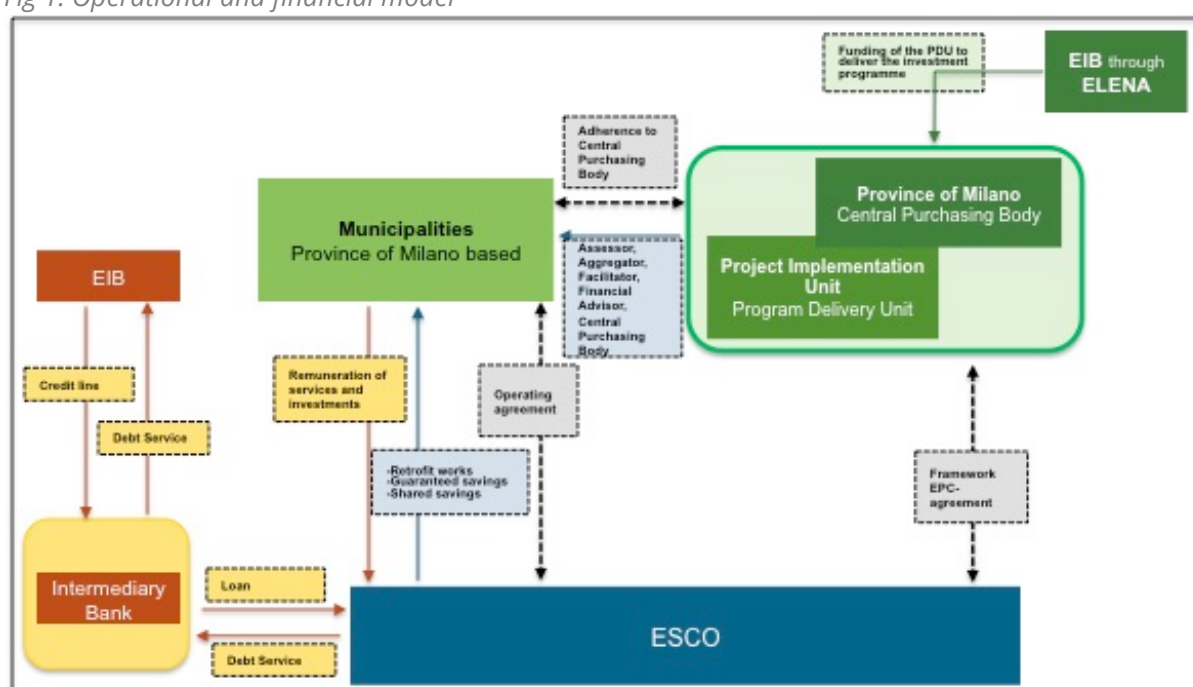 Fig 1: Operational and financial model
Funding of the PDU to
deliver the investment
programme
EIB through
ELENA
Adherence to
Central
Purchasing
Body
Province of Milano
Central Purchasing Body
Municipalities
Province of Milano based
Assessor,
Aggregator,
Facilitator,
Financial
Advisor,
Central
Purchasing
Body
Project Implementation
Unit
Program Delivery Unit
EIB
Credit line
Debt Service
Remuneration of
services and
investments
Operating
agreement
-Retrofit works
-Guaranteed savings
-Shared savings
Framework
EPC-
agreement
Intermediary
Bank
Loan
Debt Service
ESCO